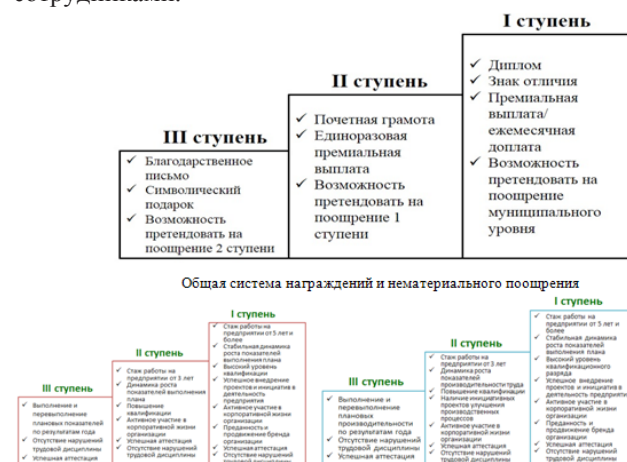 сотрудниками.
I ступень
✓ Диплом
✓ Знак отличия
✓ Премиальная
выплата/
ежемесячная
доплата
✓ Возможность
претендовать на
поощрение
муниципального
уровня
II ступень
✓ Почетная грамота
✓ Единоразовая
премиальная
выплата
✓ Возможность
претендовать на
поощрение 1
ступени
III ступень
✓ Благодарственное
письмо
✓ Символический
подарок
✓ Возможность
претендовать на
поощрение 2 ступени
Общая система награждений и нематериального поощрения
I ступень
✓ Стаж работы на
предприятии от 5 лет и
более
✓ Стабильная динамика
роста показателей
выполнения плана
✓ Высокий уровень
квалификации
✓ Успешное внедрение
проектов и инициатив в
деятельность
предприятия
✓ Активное участие в
корпоративной жизни
организации
✓ Преданность и
продвижение бренда
организации
✓ Успешная аттестация
✓ Отсутствие нарушений
трудовой дисциплины
II ступень
✓ Стаж работы на
предприятии от 3 лет
✓ Динамика роста
показателей выполнения
плана
✓ Повышение
квалификации
✓ Активное участие в
корпоративной жизни
организации
✓ Успешная аттестация
✓ Отсутствие нарушений
трудовой дисциплины
III ступень
✓ Выполнение и
перевыполнение
плановых показателей
по результатам года
✓ Отсутствие нарушений
трудовой дисциплины
✓ Успешная аттестация
I ступень
✓ Стаж работы на
предприятии от 5 лет и
более
✓ Стабильная динамика
роста показателей
выполнения плана
✓ Высокий уровень
квалификационного
разряда
✓ Успешное внедрение
проектов и инициатив в
деятельность предприятия
✓ Активное участие в
корпоративной жизни
организации
✓ Преданность и
продвижение бренда
организации
✓ Успешная аттестация
✓ Отсутствие нарушений
трудовой дисциплины
II ступень
✓ Стаж работы на
предприятии от 3 лет
✓ Динамика роста
показателей
производительности труда
✓ Повышение квалификации
✓ Наличие инициативных
проектов улучшения
производственных
процессов
✓ Активное участие в
корпоративной жизни
организации
✓ Успешная аттестация
✓ Отсутствие нарушений
трудовой дисциплины
III ступень
✓ Выполнение и
перевыполнение
плановых
производительности
по результатам года
✓ Отсутствие нарушений
трудовой дисциплины
✓ Успешная аттестация